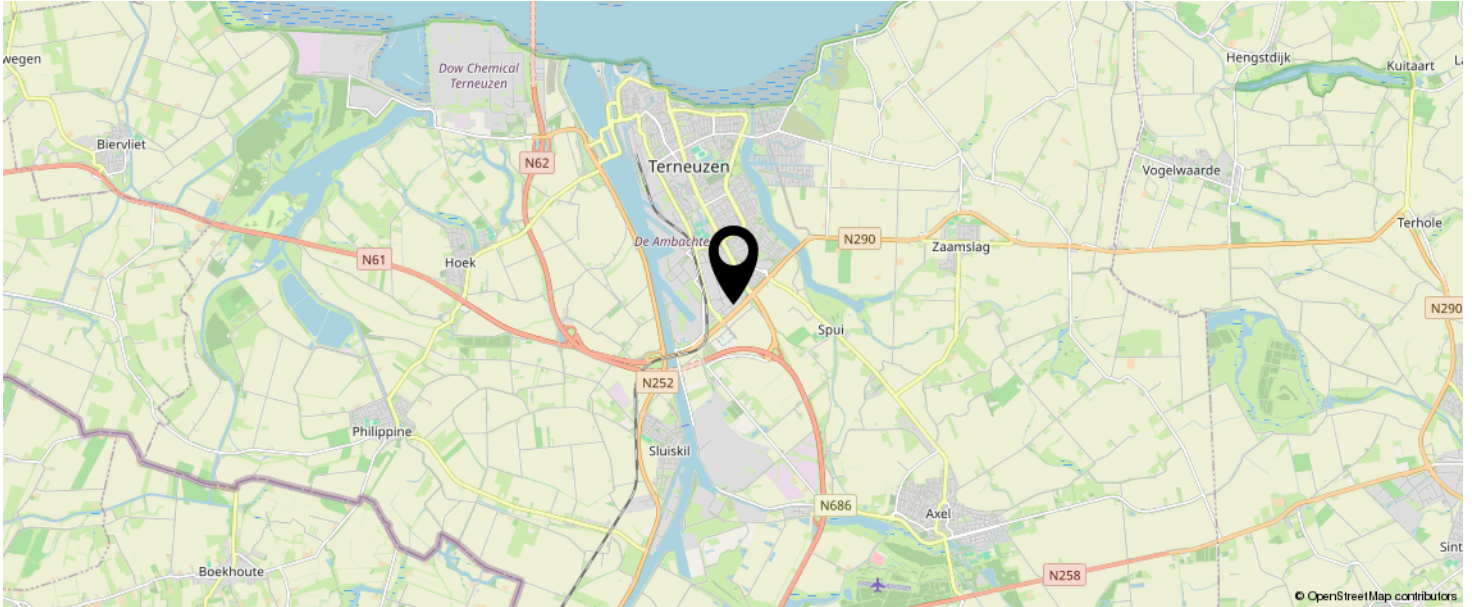 wegen
Dow Chemical
Terneuzen
Hengstdijk
Kuitaart
Biervliet
N62
Terneuzen
Vogelwaarde
Terhole
De Ambachte
N290
Zaamslag
N61
Hoek
N290
Spui
N252
Philippine
Sluiskil
N686
Axel
Sint
Boekhoute
N258
© OpenStreetMap contributors